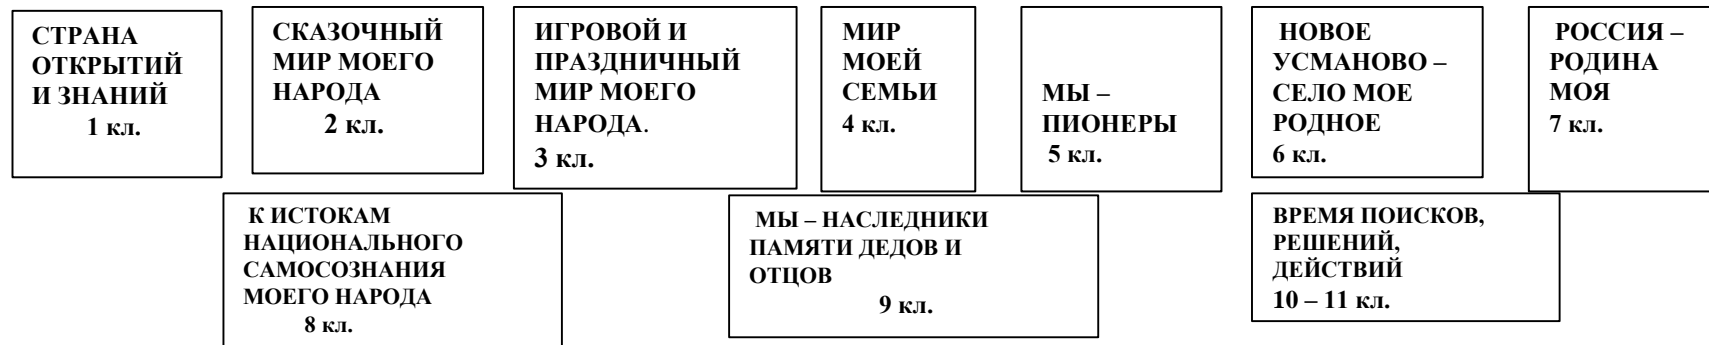 СТРАНА
ОТКРЫТИЙ
И ЗНАНИЙ
1 кл.
СКАЗОЧНЫЙ
МИР МОЕГО
НАРОДА
2 кл.
ИГРОВОЙ И
ПРАЗДНИЧНЫЙ
МИР МОЕГО
НАРОДА.
3 кл.
МИР
МОЕЙ
СЕМЬИ
4 кл.
МЫ –
ПИОНЕРЫ
5 кл.
НОВОЕ
УСМАНОВО –
СЕЛО МОЕ
РОДНОЕ
6 кл.
РОССИЯ –
РОДИНА
МОЯ
7 кл.
К ИСТОКАМ
НАЦИОНАЛЬНОГО
САМОСОЗНАНИЯ
МОЕГО НАРОДА
8 кл.
МЫ – НАСЛЕДНИКИ
ПАМЯТИ ДЕДОВ И
ОТЦОВ
9 кл.
ВРЕМЯ ПОИСКОВ,
РЕШЕНИЙ,
ДЕЙСТВИЙ
10 – 11 кл.